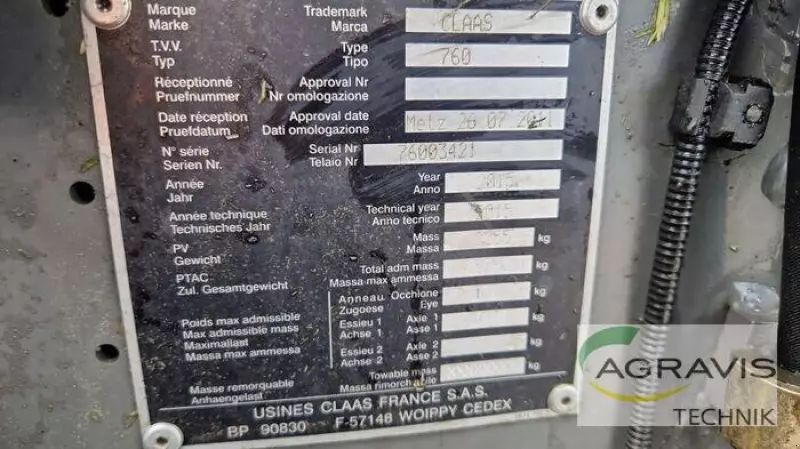 Marque Trademark
Marke Marca CLAAS
T.V.V. Type
Typ Tipo 760
Réceptionné Approval Nr
Pruefnummer Nr omologazione
Date réception Approval date
Pruefdatum Dati omologazione Metz 26 07 2011
N° série Serial Nr
Serien Nr. Telaio Nr 76003421
Année Year
Jahr Anno 2015
Année technique Technical year
Technisches Jahr Anno tecnico 2015
PV Mass
Gewicht Massa kg
PTAC Total adm mass
Zul. Gesamtgewicht Massa max ammessa kg
Anneau Occhione
Zugoese Eye kg
Poids max admissible Essieu 1 Axle 1
Max admissible mass Achse 1 Asse 1 kg
Maximallast Essieu 2 Axle 2
Massa max ammessa Achse 2 Asse 2 kg
Masse remorquable Towable mass
Anhaengelast Massa rimorchiabile
USINES CLAAS FRANCE S.A.S.
BP 90830 F-57148 WOIPPY CEDEX
AGRAVIS
TECHNIK